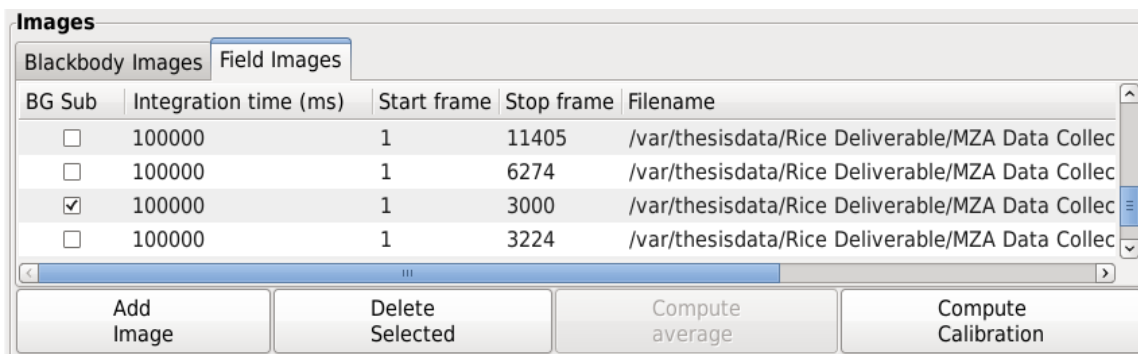 Images
Blackbody Images Field Images
BG Sub Integration time (ms) Start frame Stop frame Filename
100000 1 11405 /var/thesisdata/Rice Deliverable/MZA Data Collec
100000 1 6274 /var/thesisdata/Rice Deliverable/MZA Data Collec
100000 1 3000 /var/thesisdata/Rice Deliverable/MZA Data Collec
100000 1 3224 /var/thesisdata/Rice Deliverable/MZA Data Collec
Add Delete Compute Compute
Image Selected average Calibration